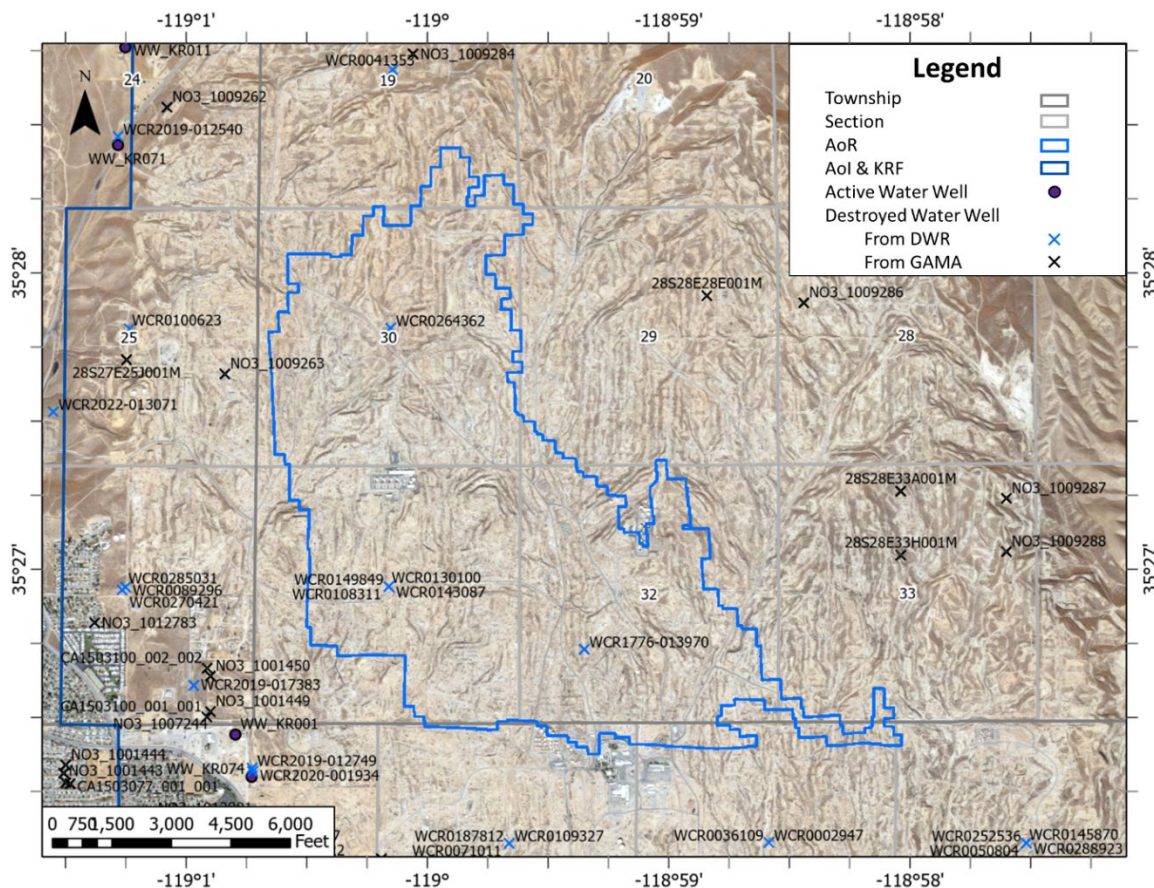 -119°1'
-119°
-118°59'
-118°58'
WW_KR011
24
NO3_1009284
WCR0041355
19
20
N
NO3_1009262
WCR2019-012540
WW_KR071
Legend
Township
Section
AoR
AoI & KRF
Active Water Well
Destroyed Water Well
From DWR
From GAMA
35°28'
35°28'
28S28E28E001M
NO3_1009286
WCR0100623
25
WCR0264362
30
29
28
28S27E25J001M
NO3_1009263
WCR2022-013071
28S28E33A001M
NO3_1009287
28S28E33H001M
NO3_1009288
35°27'
35°27'
WCR0285031
WCR0089296
WCR0270421
WCR0149849
WCR0130100
WCR0108311
WCR0143087
32
33
NO3_1012783
WCR1776-013970
CA1503100_002_002
NO3_1001450
WCR2019-017383
CA1503100_001_001
NO3_1001449
NO3_1007244
WW_KR001
NO3_1001444
NO3_1001443
CA1503077_001_001
WW_KR074
WCR2019-012749
WCR2020-001934
0 750 1,500 3,000 4,500 6,000
Feet
WCR0187812
WCR0109327
WCR0071011
WCR0036109
WCR0002947
WCR0252536
WCR0145870
WCR0050804
WCR0288923
-119°1'
-119°
-118°59'
-118°58'